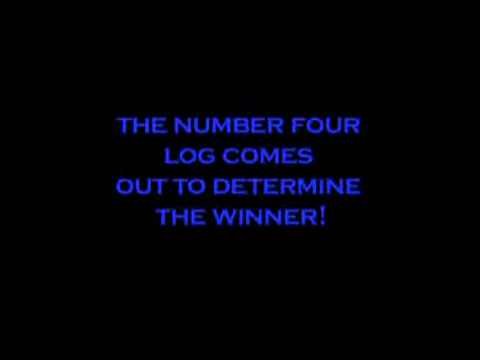 THE NUMBER FOUR
LOG COMES
OUT TO DETERMINE
THE WINNER!